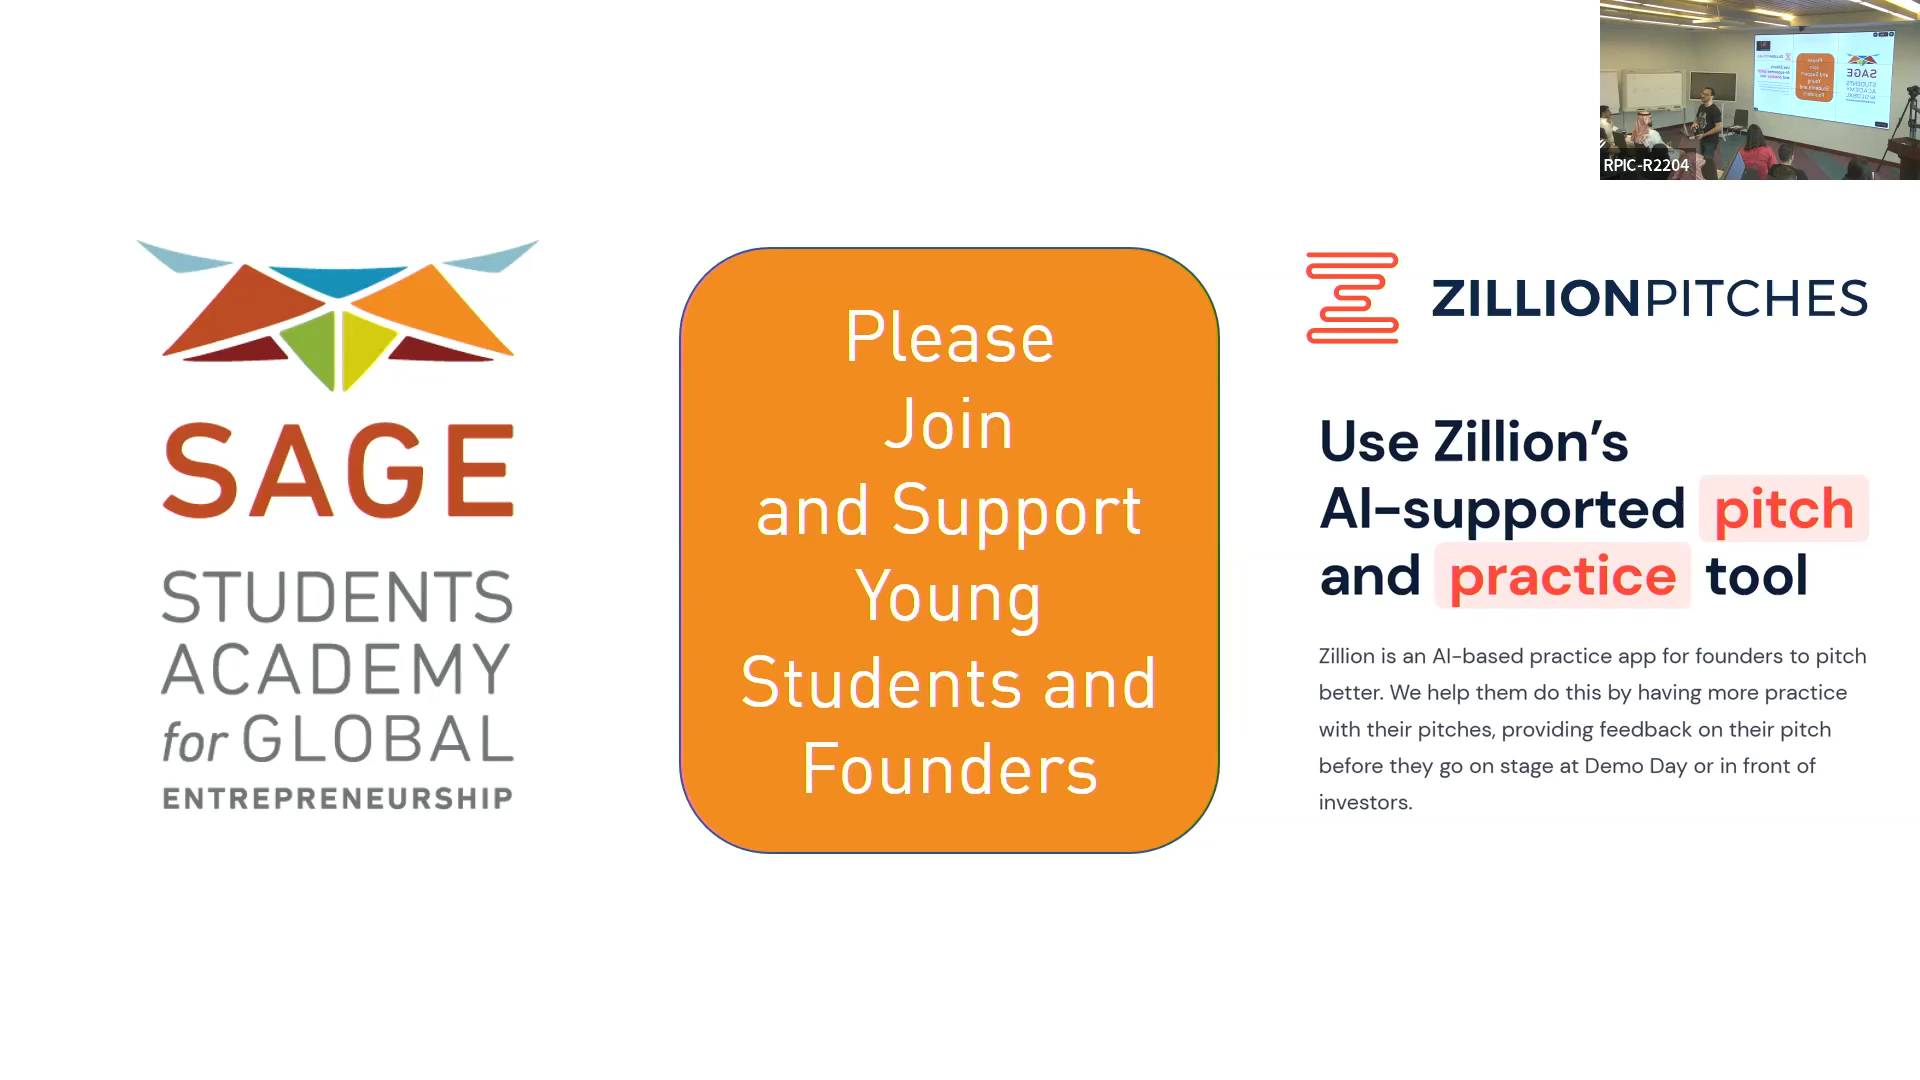 SAGE
STUDENTS
ACADEMY
for GLOBAL
ENTREPRENEURSHIP
Please
Join
and Support
Young
Students and
Founders
ZILLIONPITCHES
Use Zillion’s
AI-supported pitch
and practice tool
Zillion is an AI-based practice app for founders to pitch
better. We help them do this by having more practice
with their pitches, providing feedback on their pitch
before they go on stage at Demo Day or in front of
investors.
RPIC-R2204